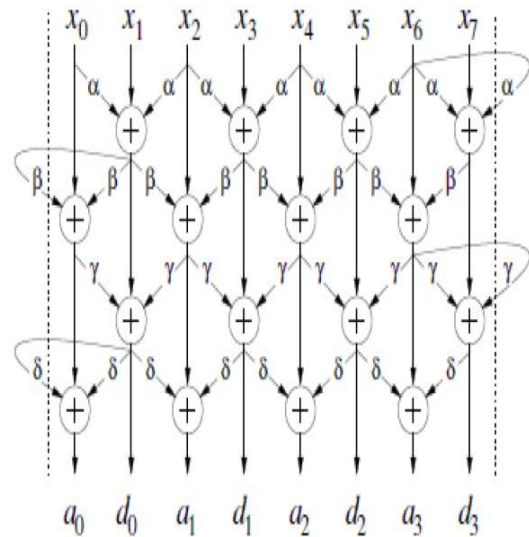 x₀ x₁ x₂ x₃ x₄ x₅ x₆ x₇
α α α α α α α α
+ + + +
β β β β β β β β
+ + + +
γ γ γ γ γ γ γ γ
+ + + +
δ δ δ δ δ δ δ δ
+ + + +
a₀ d₀ a₁ d₁ a₂ d₂ a₃ d₃